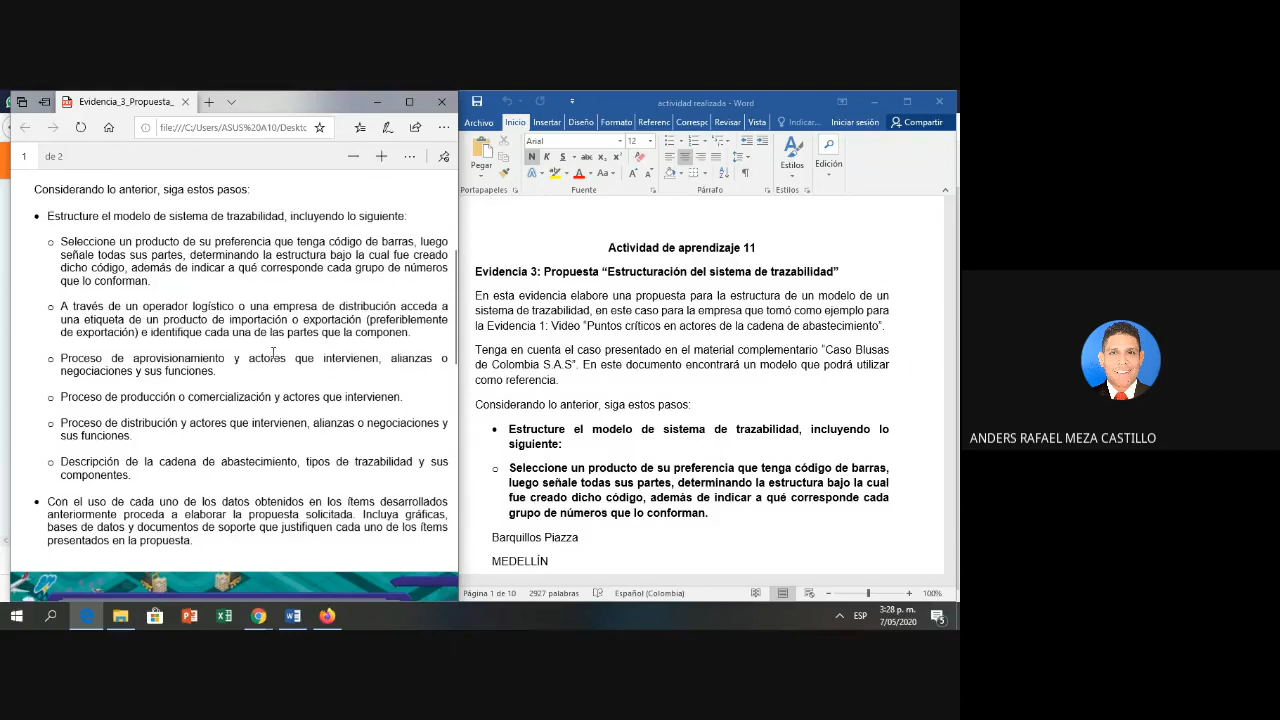 Evidencia_3_Propuesta_
file:///C:/Users/ASUS%20A10/Deskto
1 de 2
Considerando lo anterior, siga estos pasos:
• Estructure el modelo de sistema de trazabilidad, incluyendo lo siguiente:
o Seleccione un producto de su preferencia que tenga código de barras, luego
señale todas sus partes, determinando la estructura bajo la cual fue creado
dicho código, además de indicar a qué corresponde cada grupo de números
que lo conforman.
o A través de un operador logístico o una empresa de distribución acceda a
una etiqueta de un producto de importación o exportación (preferiblemente
de exportación) e identifique cada una de las partes que la componen.
o Proceso de aprovisionamiento y actores que intervienen, alianzas o
negociaciones y sus funciones.
o Proceso de producción o comercialización y actores que intervienen.
o Proceso de distribución y actores que intervienen, alianzas o negociaciones y
sus funciones.
o Descripción de la cadena de abastecimiento, tipos de trazabilidad y sus
componentes.
• Con el uso de cada uno de los datos obtenidos en los ítems desarrollados
anteriormente proceda a elaborar la propuesta solicitada. Incluya gráficas,
bases de datos y documentos de soporte que justifiquen cada uno de los ítems
presentados en la propuesta.
actividad realizada - Word
Archivo Inicio Insertar Diseño Formato Referenc Corresp Revisar Vista Indicar... Iniciar sesión Compartir
Arial 12
N K S abc x₂ x²
Pegar
Estilos Edición
Portapapeles Fuente Párrafo Estilos
Actividad de aprendizaje 11
Evidencia 3: Propuesta “Estructuración del sistema de trazabilidad”
En esta evidencia elabore una propuesta para la estructura de un modelo de un
sistema de trazabilidad, en este caso para la empresa que tomó como ejemplo para
la Evidencia 1: Video “Puntos críticos en actores de la cadena de abastecimiento”.
Tenga en cuenta el caso presentado en el material complementario “Caso Blusas
de Colombia S.A.S”. En este documento encontrará un modelo que podrá utilizar
como referencia.
Considerando lo anterior, siga estos pasos:
• Estructure el modelo de sistema de trazabilidad, incluyendo lo
siguiente:
o Seleccione un producto de su preferencia que tenga código de barras,
luego señale todas sus partes, determinando la estructura bajo la cual
fue creado dicho código, además de indicar a qué corresponde cada
grupo de números que lo conforman.
Barquillos Piazza
MEDELLÍN
Página 1 de 10 2927 palabras Español (Colombia) 100%
ESP
3:28 p. m.
7/05/2020
5
ANDERS RAFAEL MEZA CASTILLO